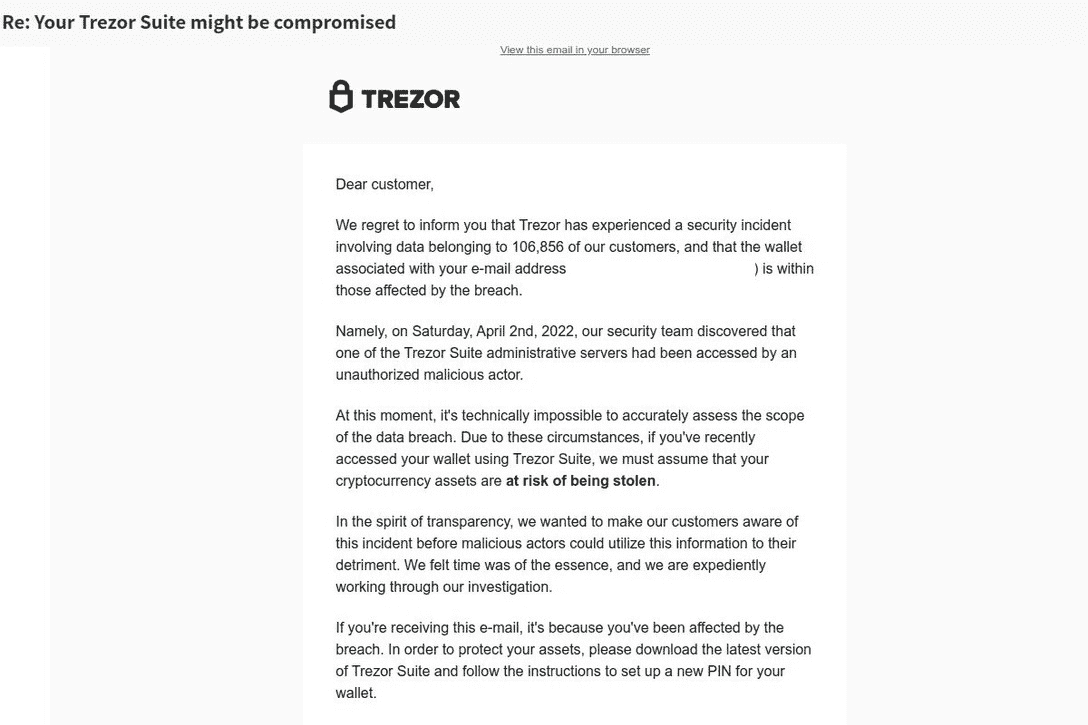 Re: Your Trezor Suite might be compromised
View this email in your browser
TREZOR
Dear customer,
We regret to inform you that Trezor has experienced a security incident
involving data belonging to 106,856 of our customers, and that the wallet
associated with your e-mail address ) is within
those affected by the breach.
Namely, on Saturday, April 2nd, 2022, our security team discovered that
one of the Trezor Suite administrative servers had been accessed by an
unauthorized malicious actor.
At this moment, it's technically impossible to accurately assess the scope
of the data breach. Due to these circumstances, if you've recently
accessed your wallet using Trezor Suite, we must assume that your
cryptocurrency assets are at risk of being stolen.
In the spirit of transparency, we wanted to make our customers aware of
this incident before malicious actors could utilize this information to their
detriment. We felt time was of the essence, and we are expediently
working through our investigation.
If you're receiving this e-mail, it's because you've been affected by the
breach. In order to protect your assets, please download the latest version
of Trezor Suite and follow the instructions to set up a new PIN for your
wallet.